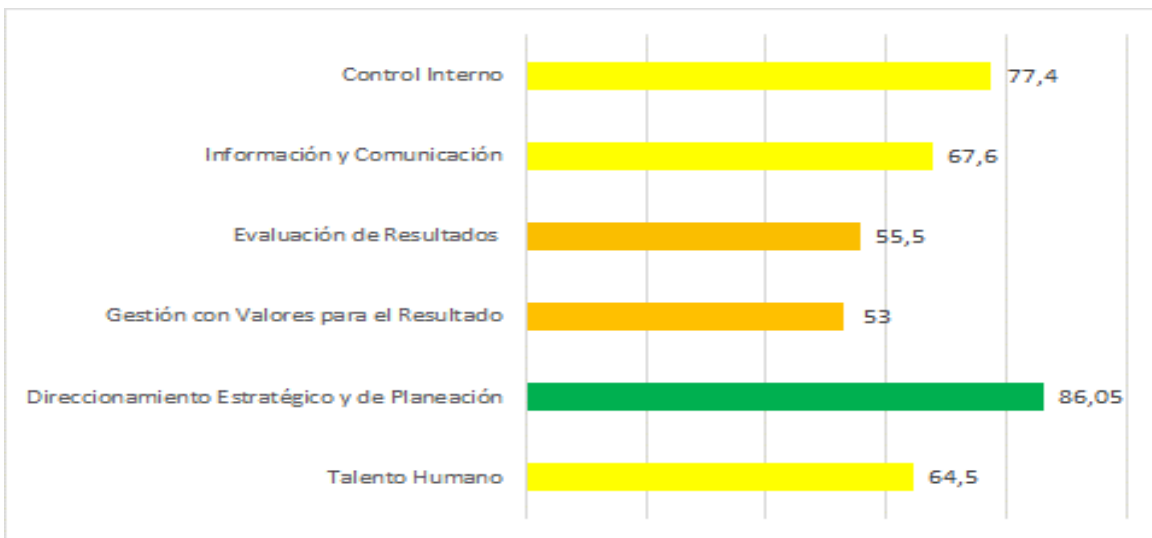 Control Interno 77,4
Información y Comunicación 67,6
Evaluación de Resultados 55,5
Gestión con Valores para el Resultado 53
Direccionamiento Estratégico y de Planeación 86,05
Talento Humano 64,5